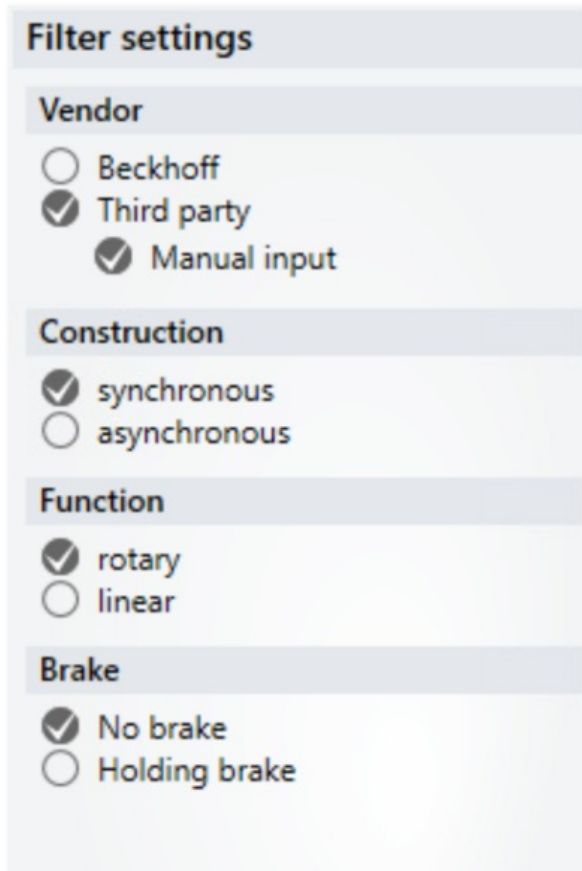 Filter settings
Vendor
Beckhoff
Third party
Manual input
Construction
synchronous
asynchronous
Function
rotary
linear
Brake
No brake
Holding brake